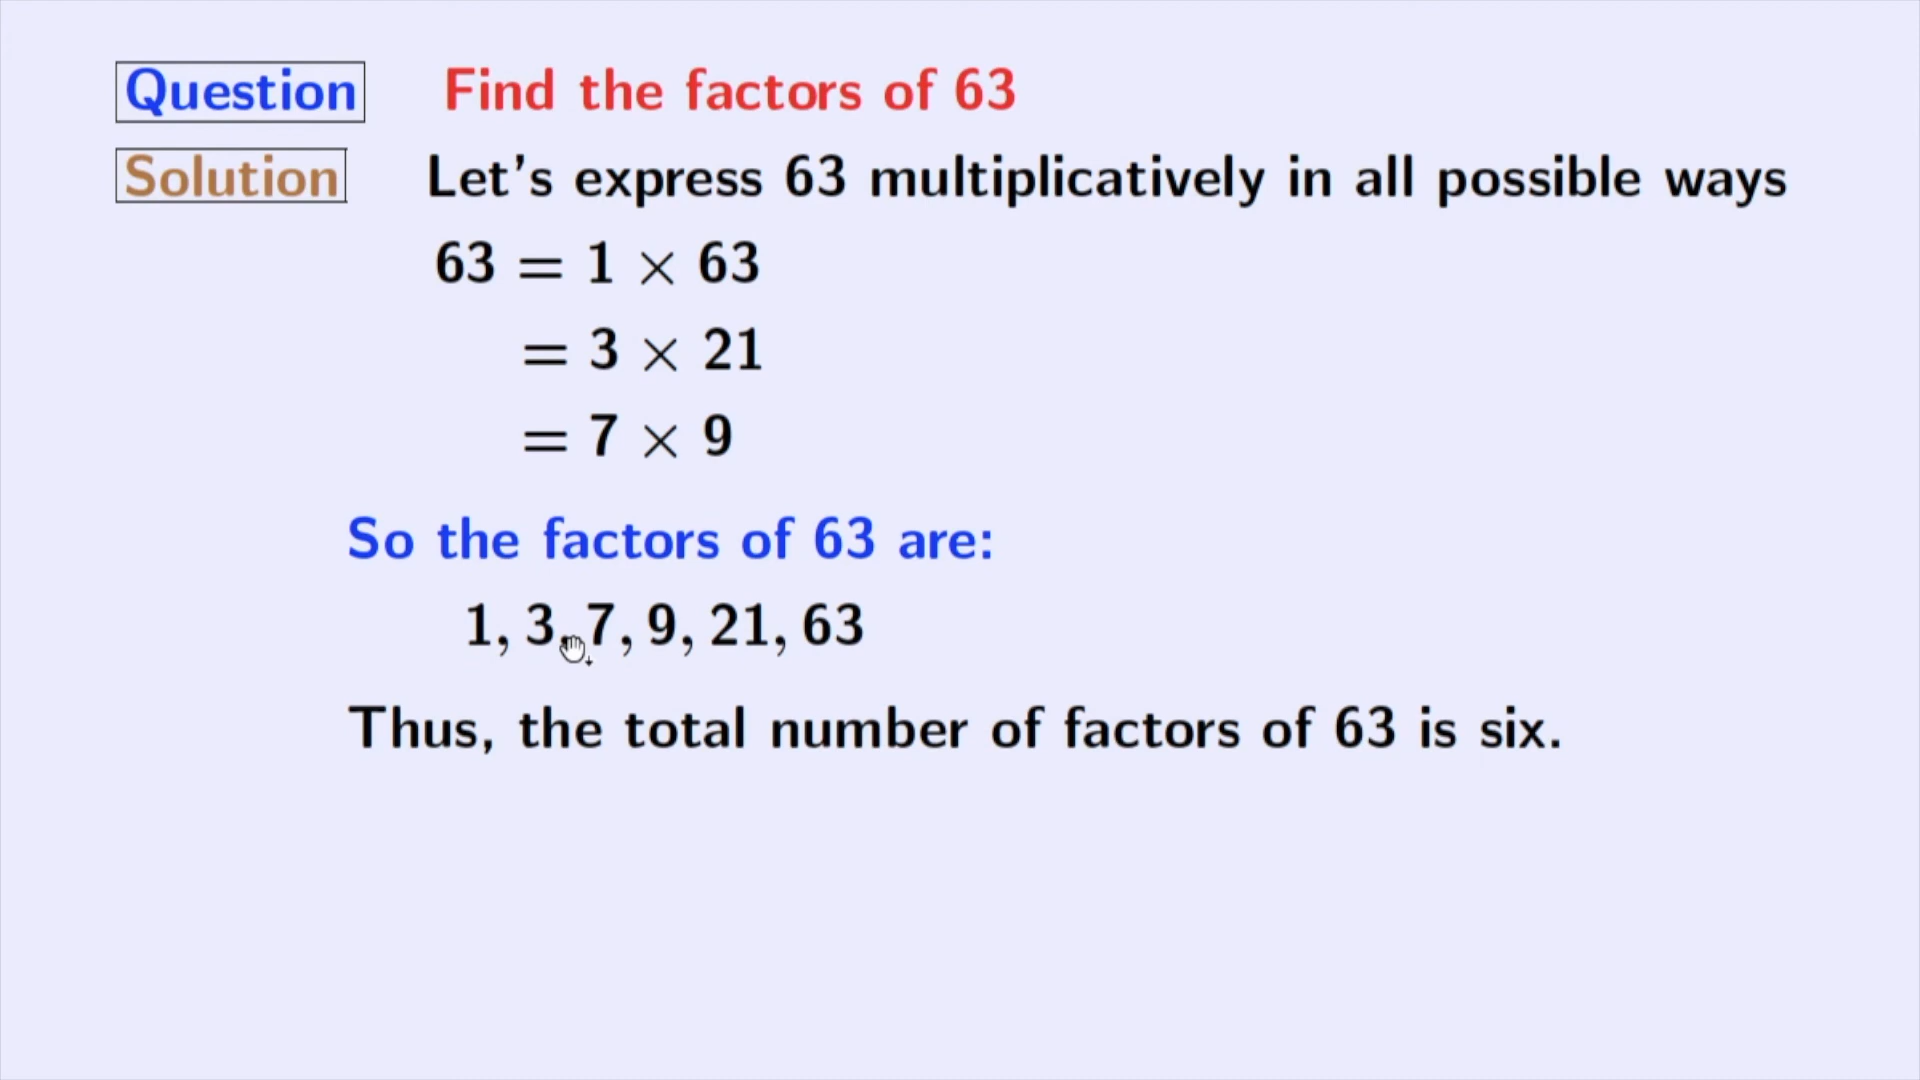 Question Find the factors of 63
Solution Let's express 63 multiplicatively in all possible ways
63 = 1 × 63
= 3 × 21
= 7 × 9
So the factors of 63 are:
1, 3, 7, 9, 21, 63
Thus, the total number of factors of 63 is six.